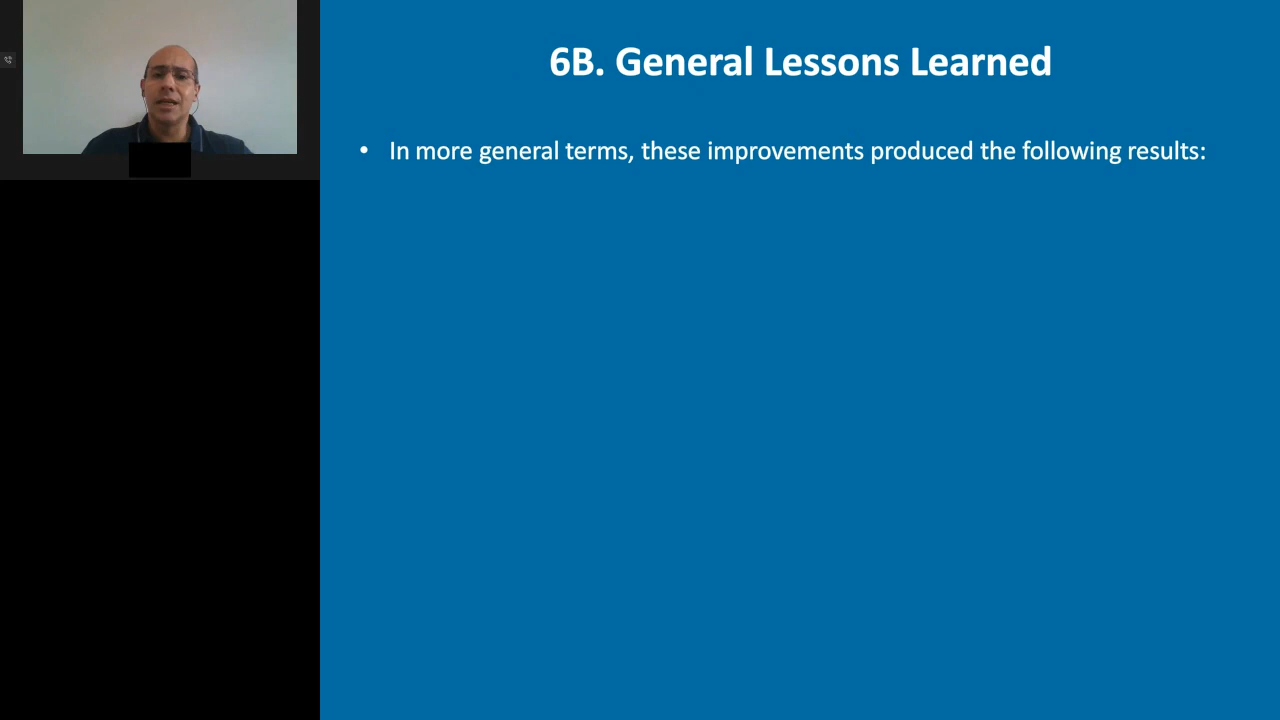 6B. General Lessons Learned
• In more general terms, these improvements produced the following results: